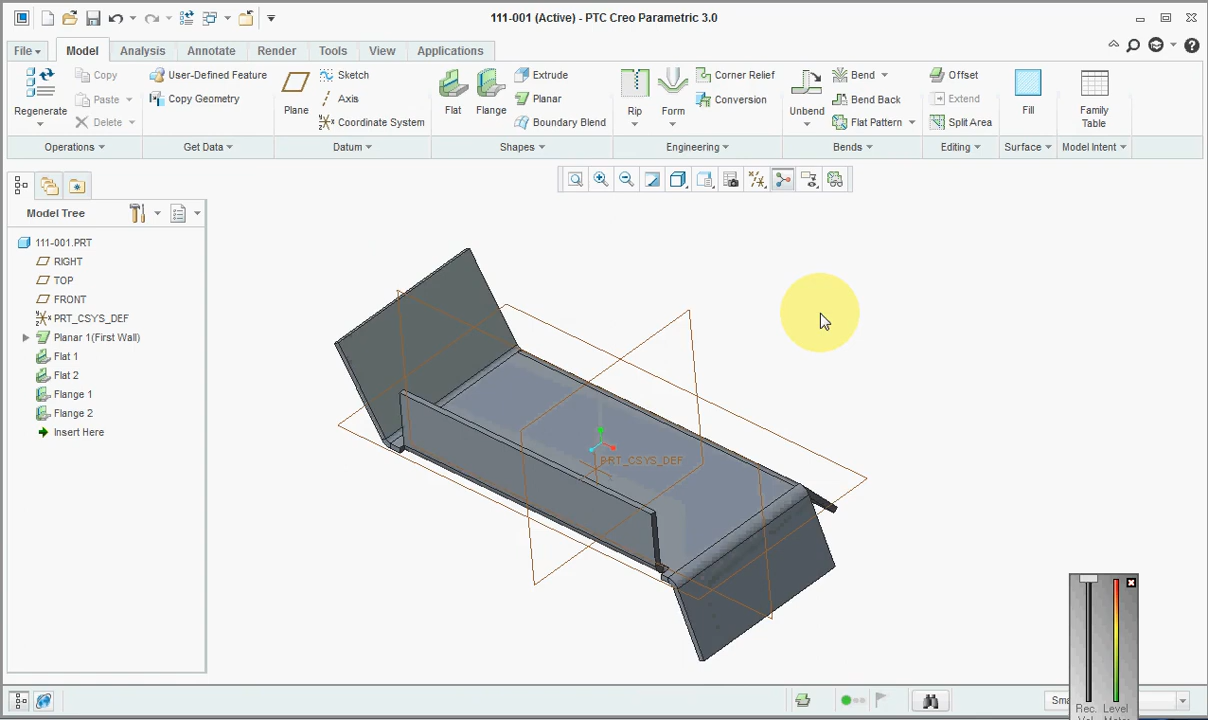 111-001 (Active) - PTC Creo Parametric 3.0
File Model Analysis Annotate Render Tools View Applications
Regenerate Copy Paste Delete
User-Defined Feature Copy Geometry
Plane Sketch Axis Coordinate System
Flat Flange Extrude Planar Boundary Blend
Rip Form Corner Relief Conversion
Unbend Bend Bend Back Flat Pattern
Offset Extend Split Area
Fill
Family Table
Operations Get Data Datum Shapes Engineering Bends Editing Surface Model Intent
Model Tree
111-001.PRT
RIGHT
TOP
FRONT
PRT_CSYS_DEF
Planar 1(First Wall)
Flat 1
Flat 2
Flange 1
Flange 2
Insert Here
PRT_CSYS_DEF
Rec. Level